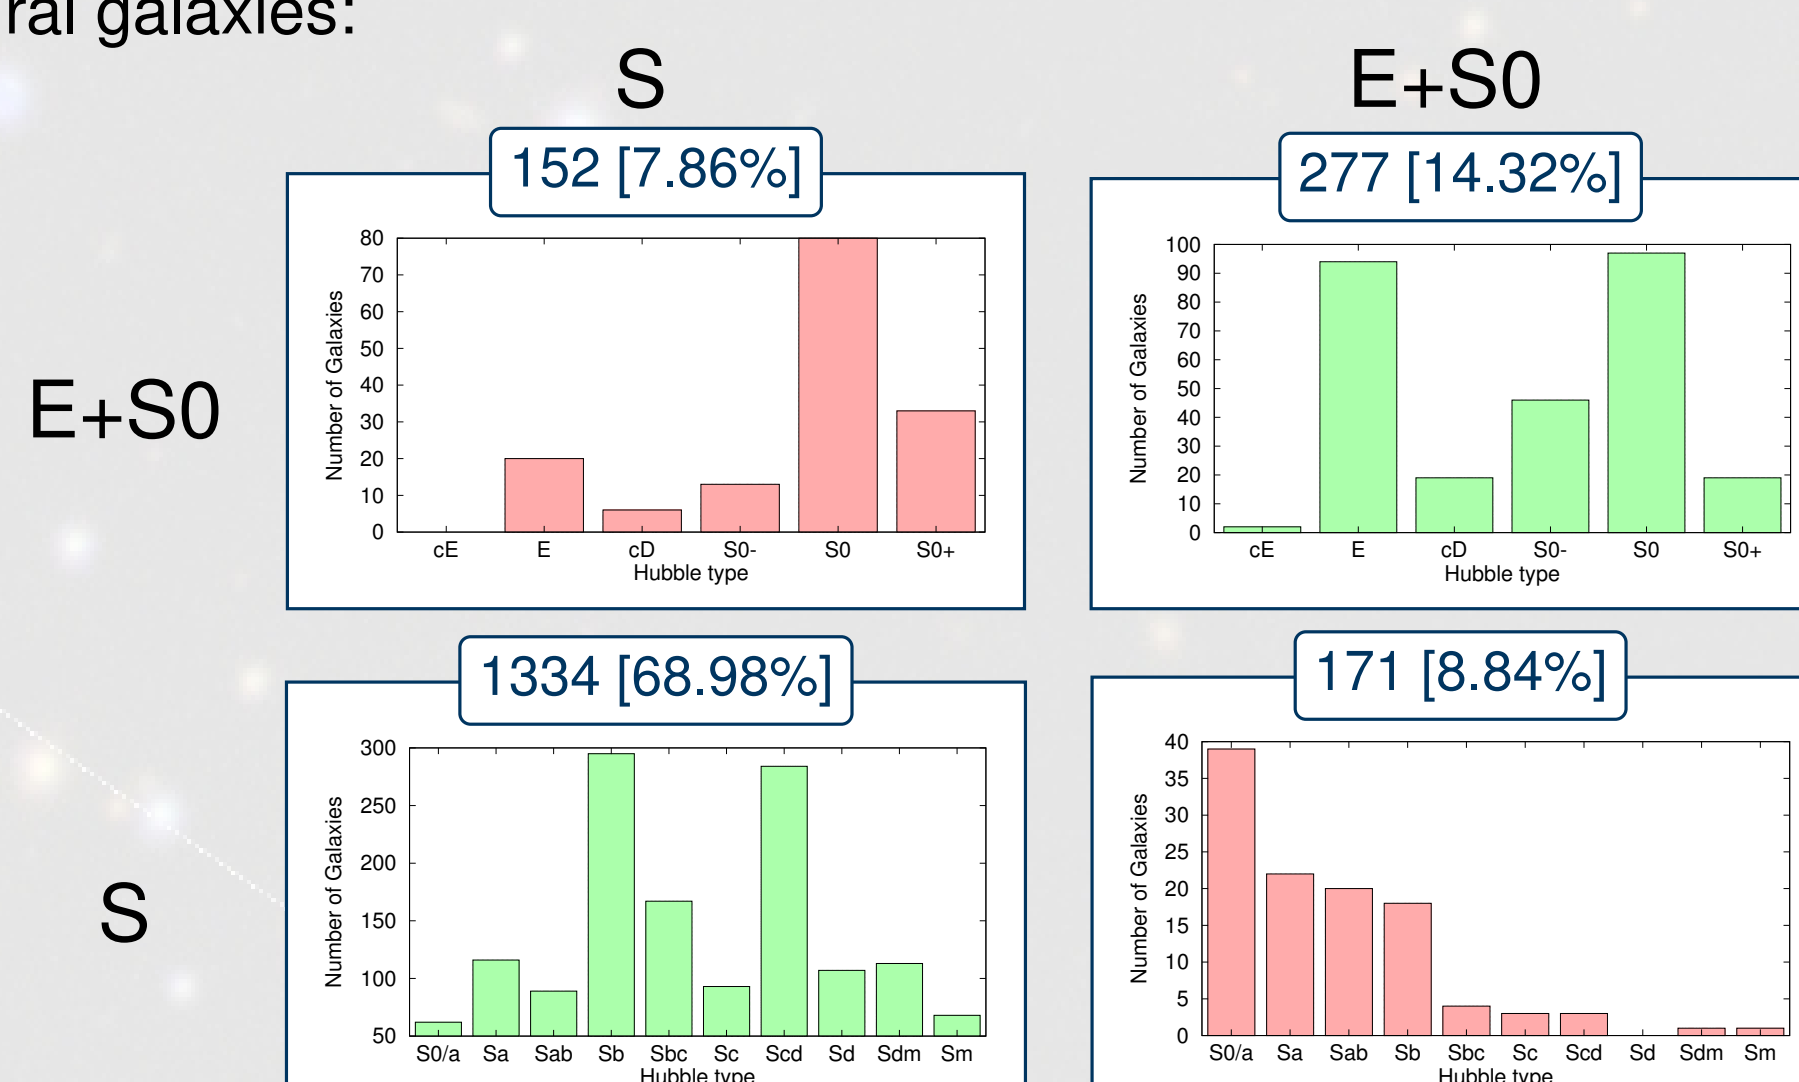 ral galaxies:
S
E+S0
152 [7.86%]
277 [14.32%]
E+S0
Number of Galaxies
80
70
60
50
40
30
20
10
0
cE E cD S0- S0 S0+
Hubble type
Number of Galaxies
100
90
80
70
60
50
40
30
20
10
0
cE E cD S0- S0 S0+
Hubble type
1334 [68.98%]
171 [8.84%]
S
Number of Galaxies
300
250
200
150
100
50
S0/a Sa Sab Sb Sbc Sc Scd Sd Sdm Sm
Hubble type
Number of Galaxies
40
35
30
25
20
15
10
5
0
S0/a Sa Sab Sb Sbc Sc Scd Sd Sdm Sm
Hubble type